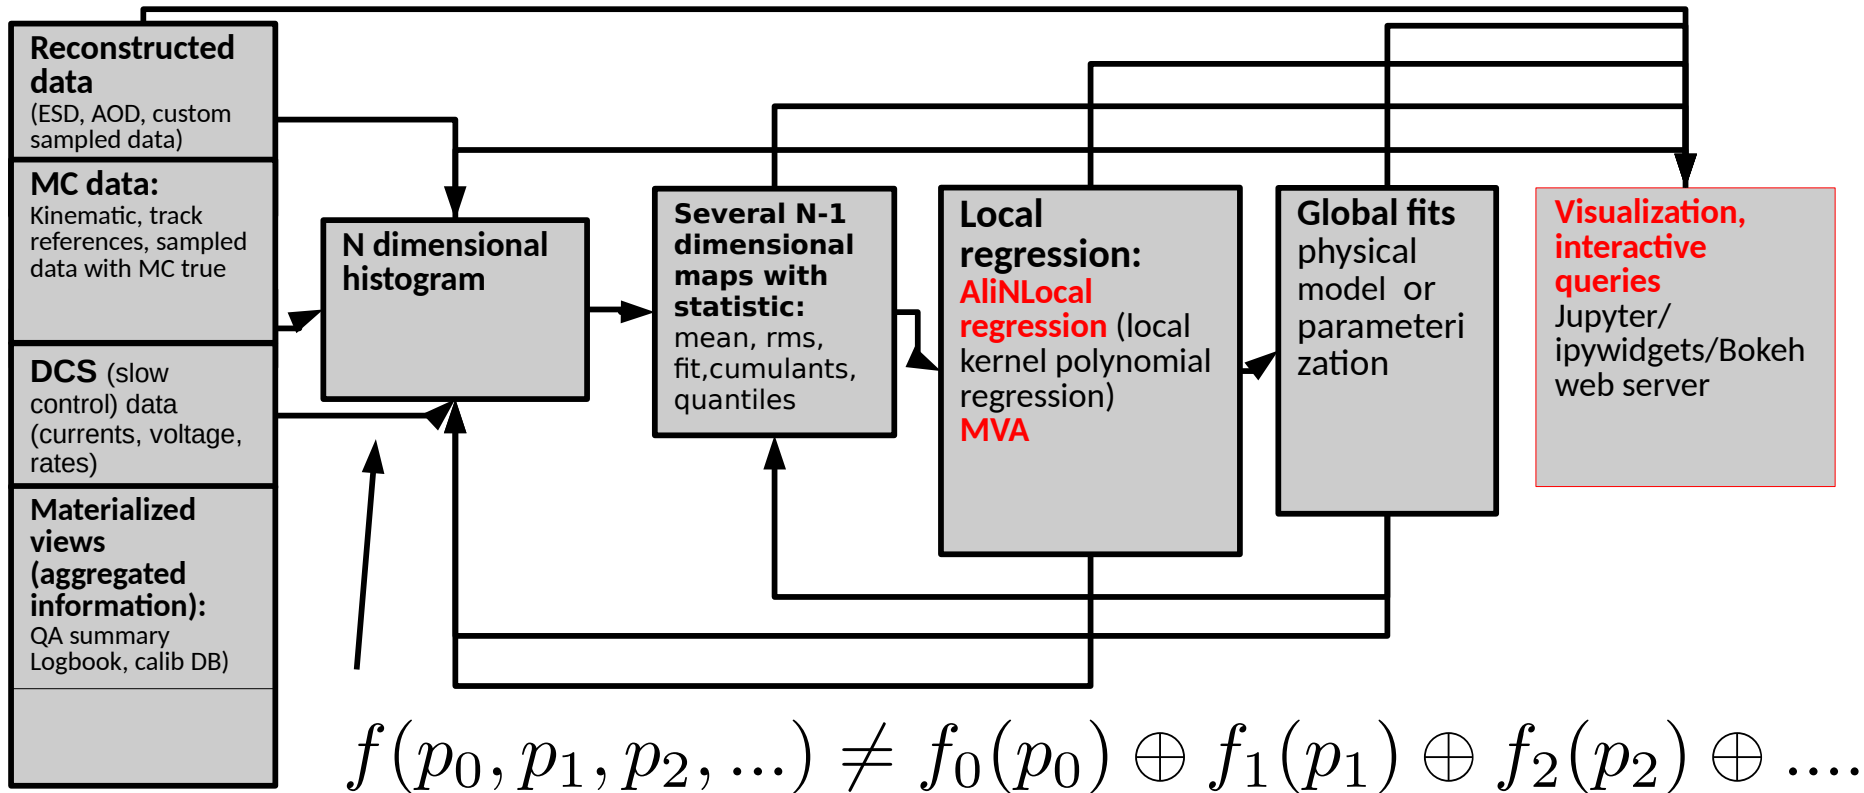 Reconstructed
data
(ESD, AOD, custom
sampled data)
MC data:
Kinematic, track
references, sampled
data with MC true
DCS (slow
control) data
(currents, voltage,
rates)
Materialized
views
(aggregated
information):
QA summary
Logbook, calib DB)
N dimensional
histogram
Several N-1
dimensional
maps with
statistic:
mean, rms,
fit,cumulants,
quantiles
Local
regression:
AliNLocal
regression (local
kernel polynomial
regression)
MVA
Global fits
physical
model or
parameteri
zation
Visualization,
interactive
queries
Jupyter/
ipywidgets/Bokeh
web server
f(p₀, p₁, p₂, ...) ≠ f₀(p₀) ⊕ f₁(p₁) ⊕ f₂(p₂) ⊕ ....